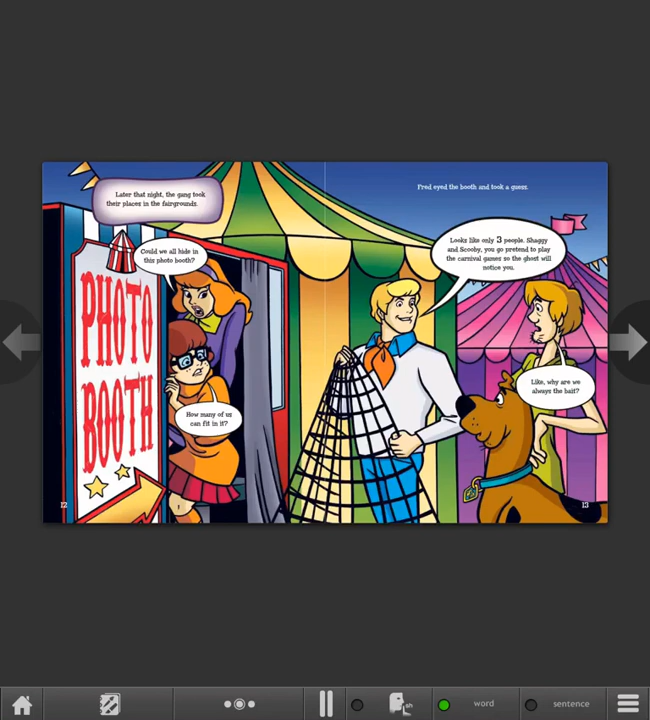 Later that night, the gang took
their places in the fairgrounds.
Could we all hide in
this photo booth?
PHOTO
BOOTH
How many of us
can fit in it?
12
Fred eyed the booth and took a guess.
Looks like only 3 people. Shaggy
and Scooby, you go pretend to play
the carnival games so the ghost will
notice you.
Like, why are we
always the bait?
13
sh
word
sentence